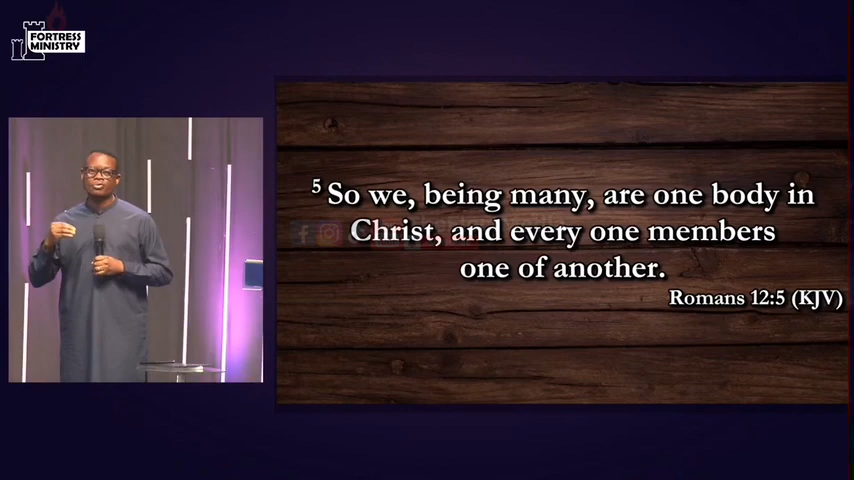 FORTRESS
MINISTRY
5 So we, being many, are one body in
Christ, and every one members
one of another.
Romans 12:5 (KJV)